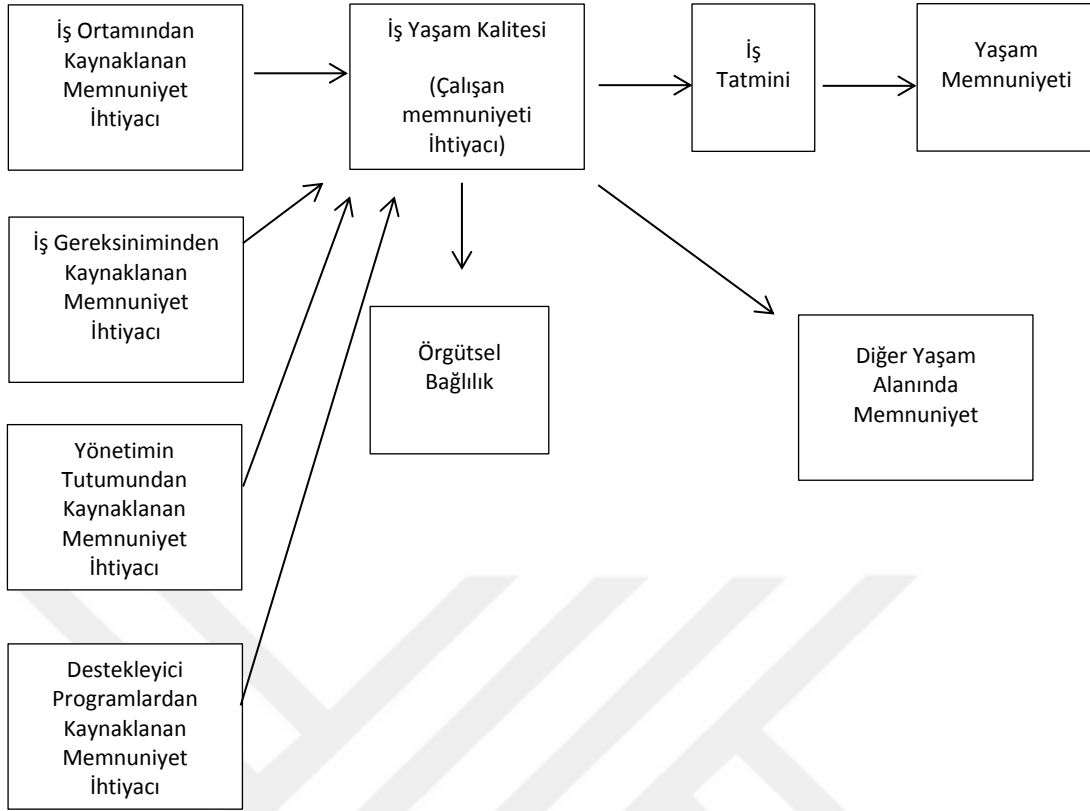 İş Ortamından
Kaynaklanan
Memnuniyet
İhtiyacı
İş Yaşam Kalitesi
(Çalışan
memnuniyeti
İhtiyacı)
İş
Tatmini
Yaşam
Memnuniyeti
İş Gereksiniminden
Kaynaklanan
Memnuniyet
İhtiyacı
Örgütsel
Bağlılık
Diğer Yaşam
Alanında
Memnuniyet
Yönetimin
Tutumundan
Kaynaklanan
Memnuniyet
İhtiyacı
Destekleyici
Programlardan
Kaynaklanan
Memnuniyet
İhtiyacı